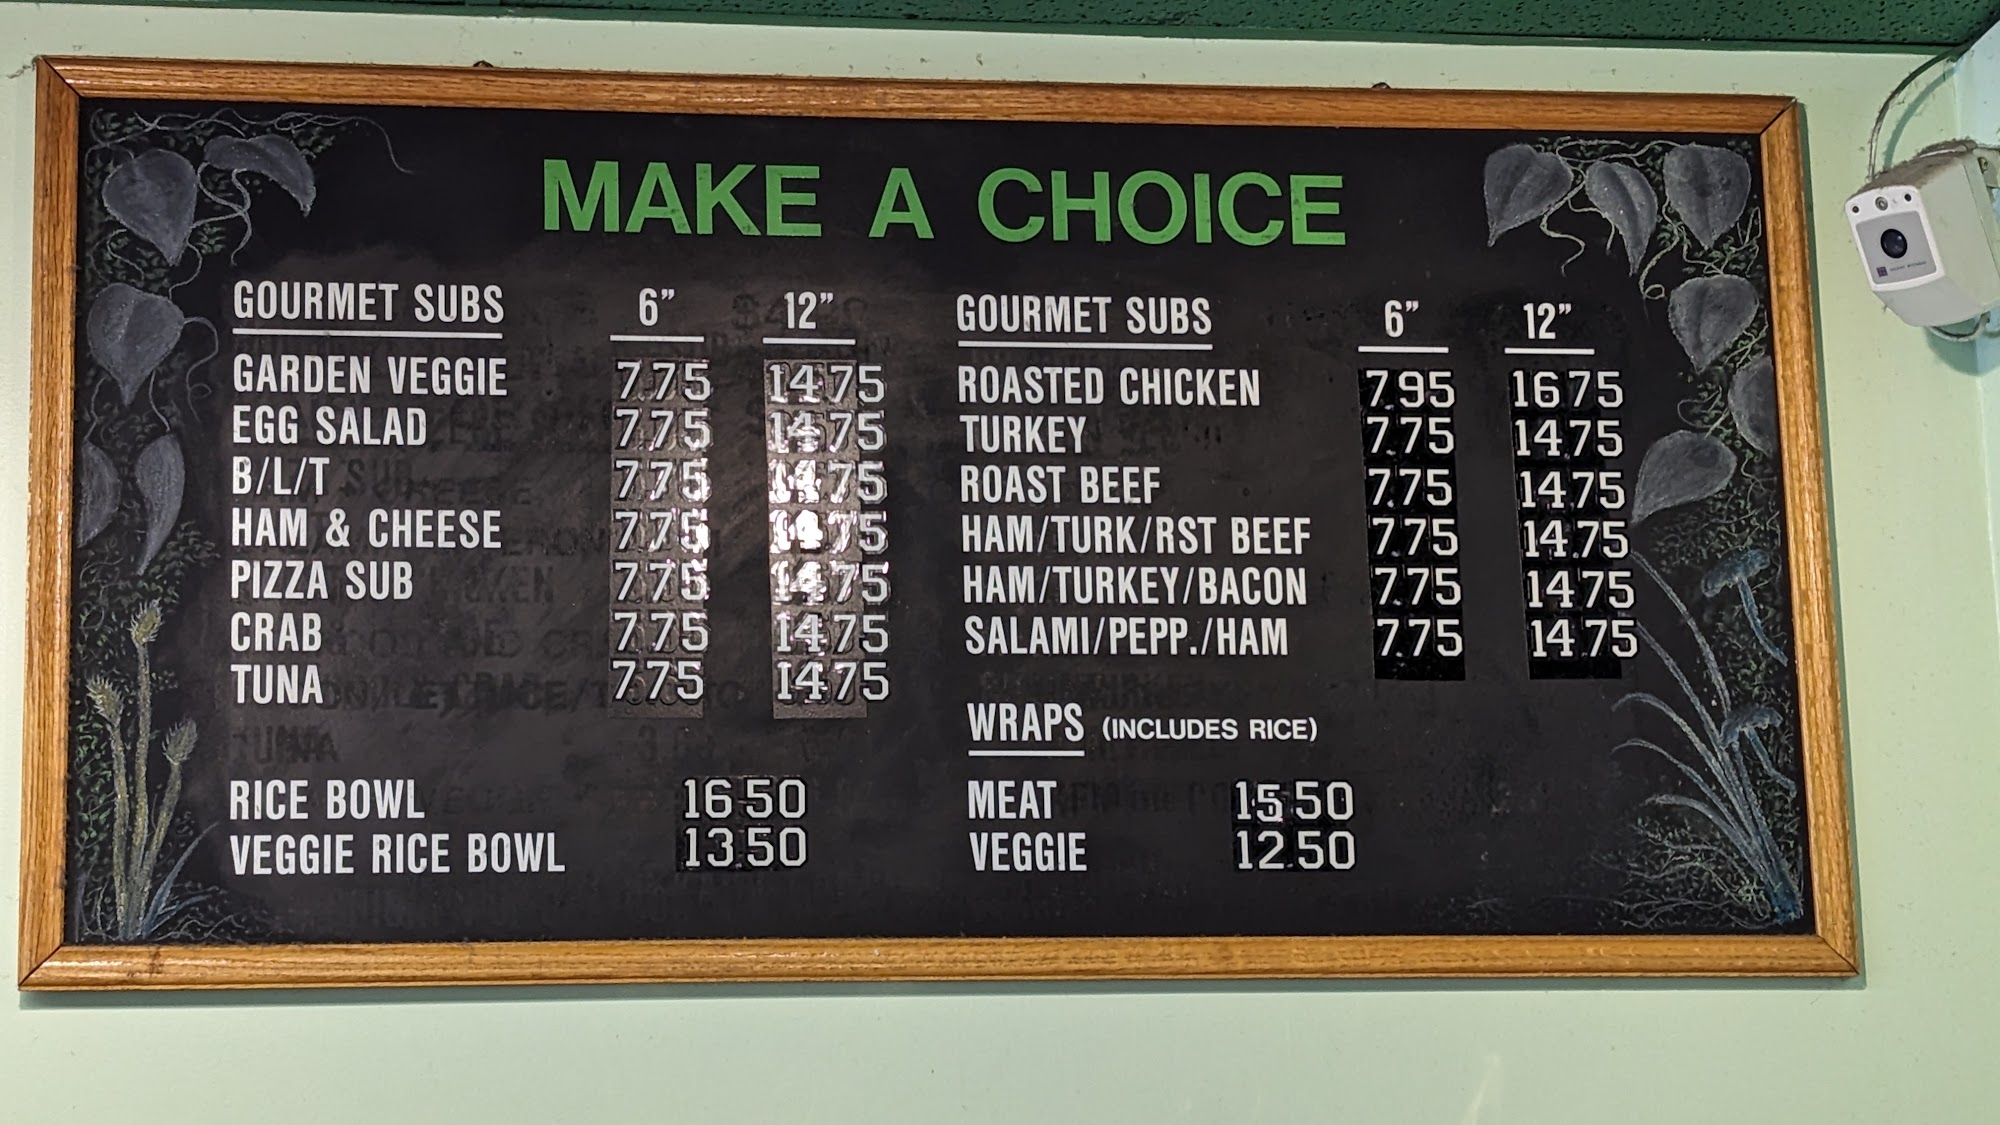 MAKE A CHOICE
GOURMET SUBS 6” 12”
GARDEN VEGGIE 7.75 14.75
EGG SALAD 7.75 14.75
B/L/T 7.75 14.75
HAM & CHEESE 7.75 14.75
PIZZA SUB 7.75 14.75
CRAB 7.75 14.75
TUNA 7.75 14.75
RICE BOWL 16.50
VEGGIE RICE BOWL 13.50
GOURMET SUBS 6” 12”
ROASTED CHICKEN 7.95 16.75
TURKEY 7.75 14.75
ROAST BEEF 7.75 14.75
HAM/TURK/RST BEEF 7.75 14.75
HAM/TURKEY/BACON 7.75 14.75
SALAMI/PEPP./HAM 7.75 14.75
WRAPS (INCLUDES RICE)
MEAT 15.50
VEGGIE 12.50